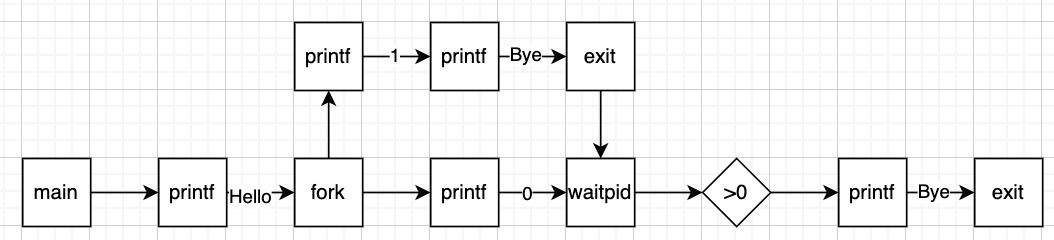 printf 1 printf Bye exit
main printf Hello fork printf 0 waitpid >0 printf Bye exit